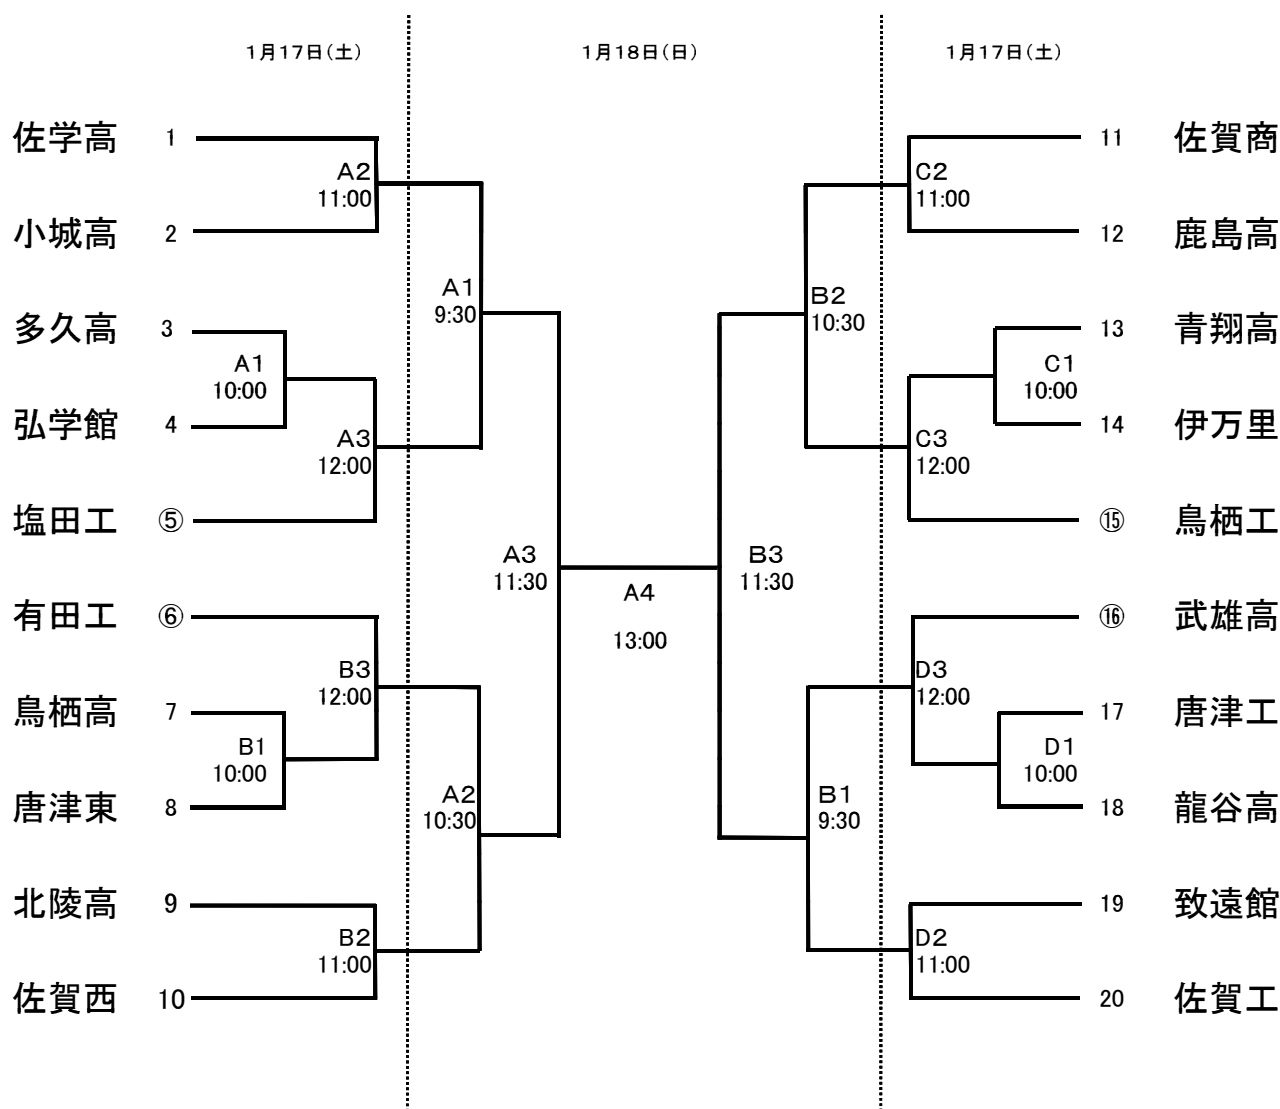 1月17日(土)
1月18日(日)
1月17日(土)
佐学高 1
小城高 2
多久高 3
弘学館 4
塩田工 ⑤
有田工 ⑥
鳥栖高 7
唐津東 8
北陵高 9
佐賀西 10
A2
11:00
A1
10:00
A3
12:00
B3
12:00
B1
10:00
B2
11:00
A1
9:30
A2
10:30
A3
11:30
A4
13:00
B3
11:30
B2
10:30
B1
9:30
C2
11:00
C1
10:00
C3
12:00
D3
12:00
D1
10:00
D2
11:00
11 佐賀商
12 鹿島高
13 青翔高
14 伊万里
⑮ 鳥栖工
⑯ 武雄高
17 唐津工
18 龍谷高
19 致遠館
20 佐賀工